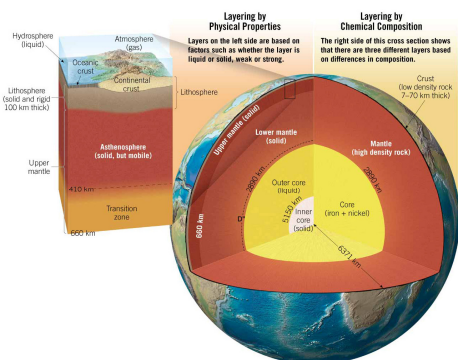 Layering by
Physical Properties
Layers on the left side are based on
factors such as whether the layer is
liquid or solid, weak or strong.
Layering by
Chemical Composition
The right side of this cross section shows
that there are three different layers based
on differences in composition.
Hydrosphere
(liquid)
Atmosphere
(gas)
Oceanic
crust
Continental
crust
Lithosphere
(solid and rigid
100 km thick)
Lithosphere
Asthenosphere
(solid, but mobile)
Upper
mantle
410 km
Transition
zone
660 km
Upper mantle (solid)
660 km
Lower mantle
(solid)
2890 km
D"
Outer core
(liquid)
5150 km
Inner
core
(solid)
Crust
(low density rock
7–70 km thick)
Mantle
(high density rock)
2890 km
Core
(iron + nickel)
6371 km